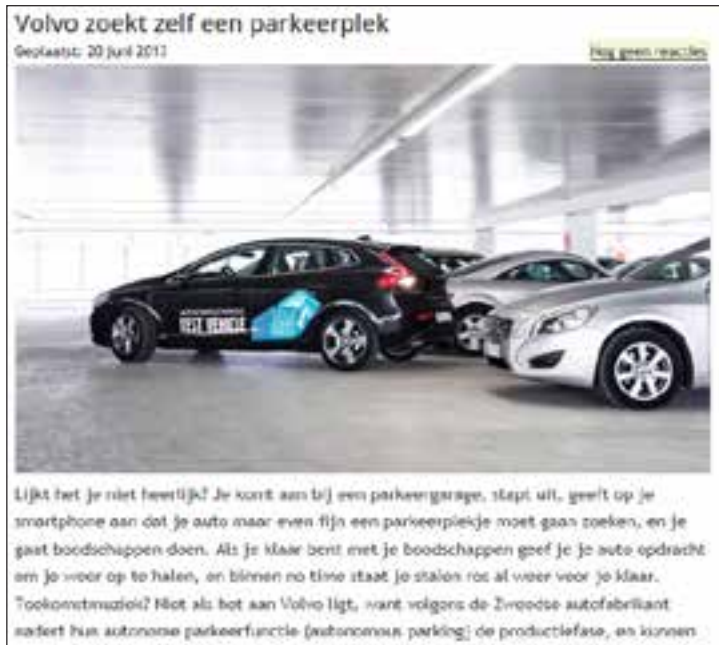 Volvo zoekt zelf een parkeerplek
Geplaatst: 20 juni 2013
Nog geen reacties
TEST VEHICLE
Lijkt het je niet heerlijk? Je komt aan bij een parkeergarage, stapt uit, geeft op je
smartphone aan dat je auto maar even fijn een parkeerplekje moet gaan zoeken, en je
gaat boodschappen doen. Als je klaar bent met je boodschappen geef je je auto opdracht
om je weer op te halen, en binnen no time staat je stalen ros al weer voor je klaar.
Toekomstmuziek? Niet als het aan Volvo ligt, want volgens de Zweedse autofabrikant
nadert hun autonome parkeerfunctie (autonomous parking) de productiefase, en kunnen